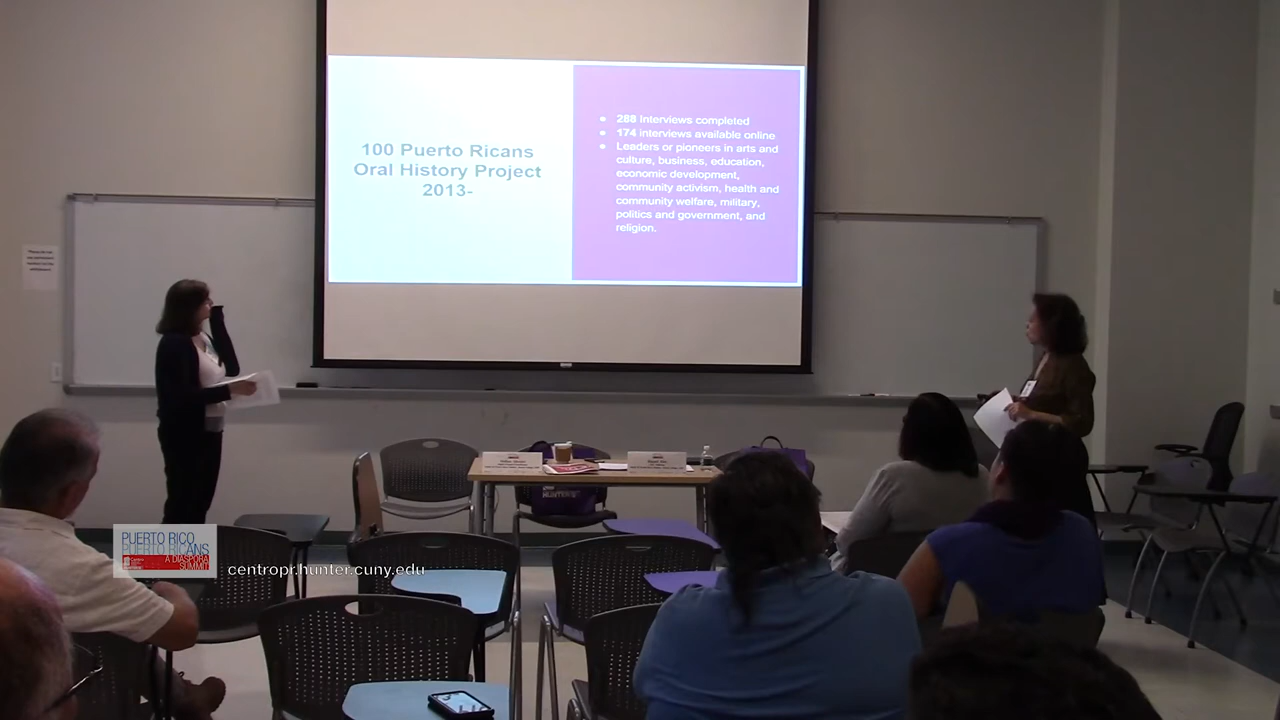 100 Puerto Ricans
Oral History Project
2013-
288 Interviews completed
174 interviews available online
Leaders or pioneers in arts and
culture, business, education,
economic development,
community activism, health and
community welfare, military,
politics and government, and
religion.
PUERTO RICO
PUERTO RICANS
A DIASPORA
SUMMIT
centropr.hunter.cuny.edu
HUNTER